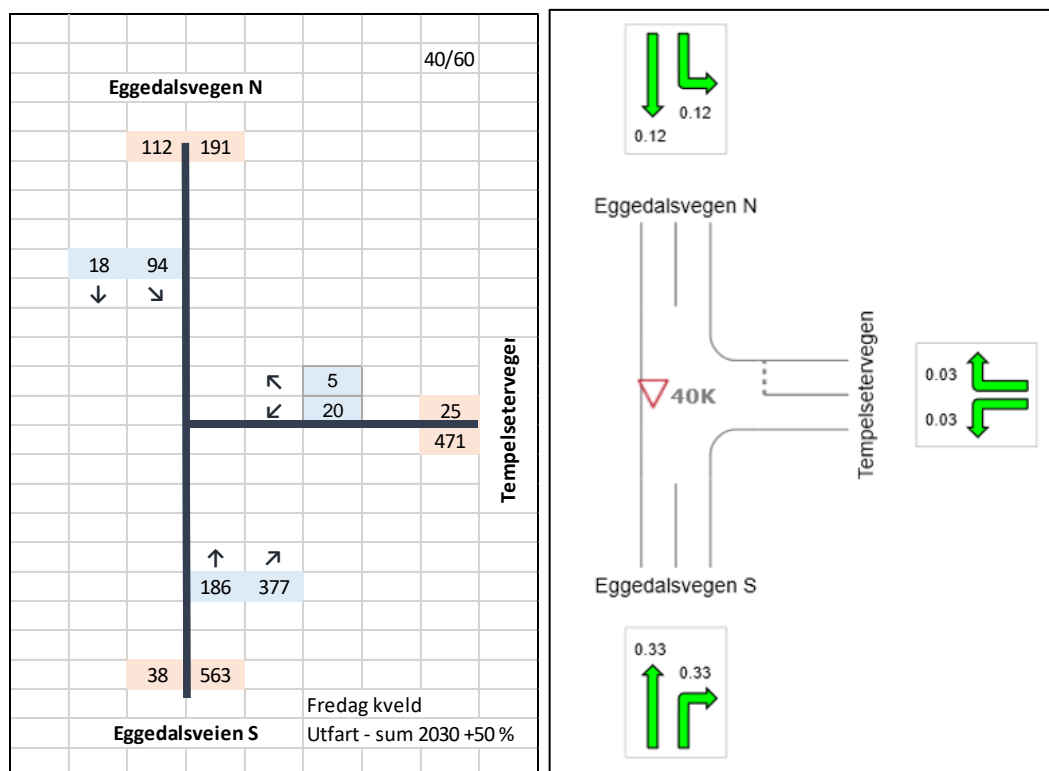 40/60
Eggedalsvegen N
112 191
18 94
↓ ↘
↖ 5
↙ 20 25
471
Tempelsetervegen
↑ ↗
186 377
38 563
Fredag kveld
Eggedalsveien S
Utfart - sum 2030 +50 %
0.12
0.12
Eggedalsvegen N
40K
Tempelsetervegen
0.03
0.03
Eggedalsvegen S
0.33
0.33